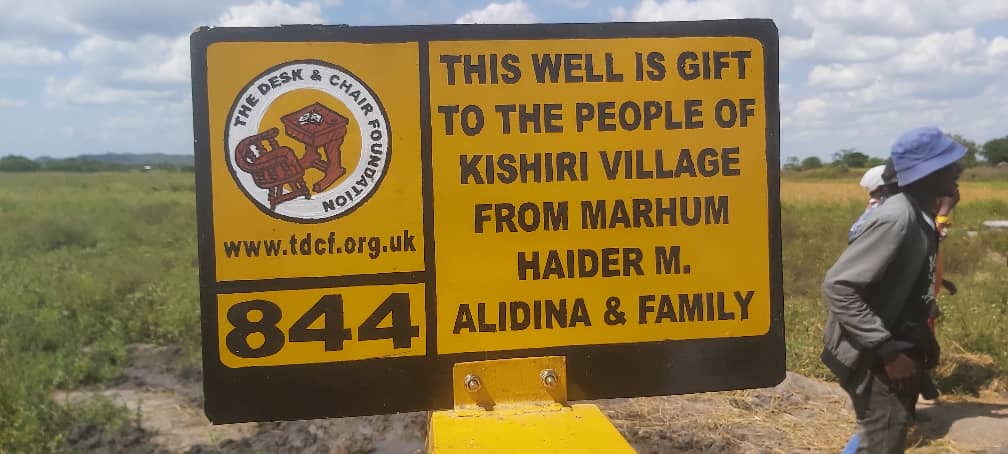 THE DESK & CHAIR FOUNDATION
www.tdcf.org.uk
844
THIS WELL IS GIFT
TO THE PEOPLE OF
KISHIRI VILLAGE
FROM MARHUM
HAIDER M.
ALIDINA & FAMILY